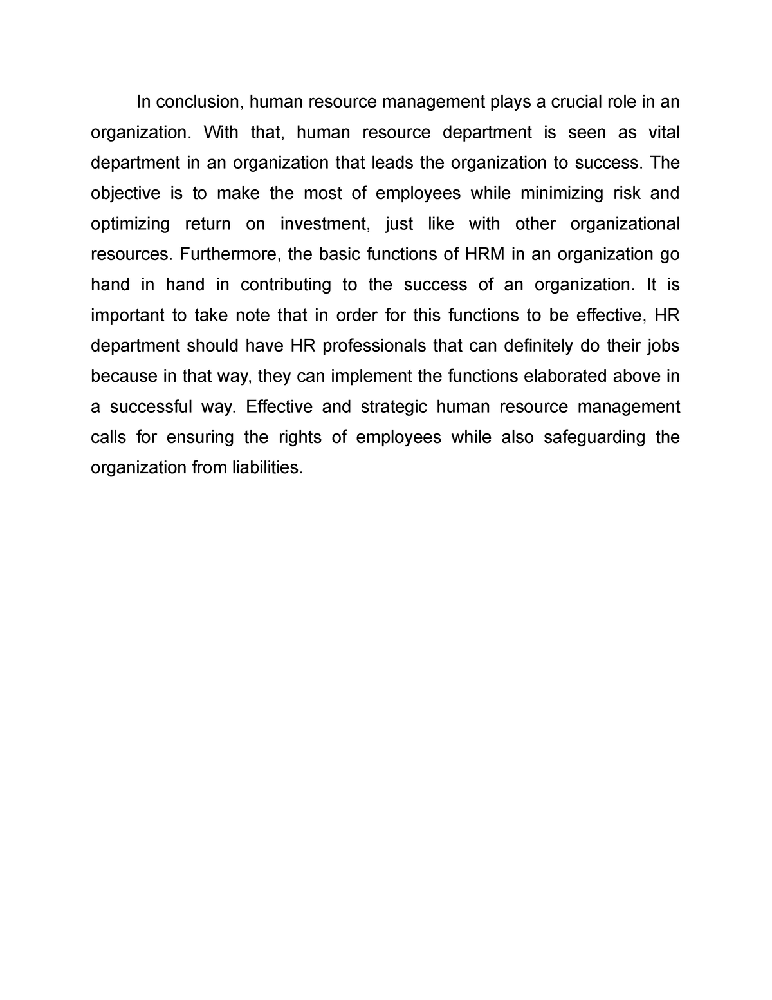 In conclusion, human resource management plays a crucial role in an
organization. With that, human resource department is seen as vital
department in an organization that leads the organization to success. The
objective is to make the most of employees while minimizing risk and
optimizing return on investment, just like with other organizational
resources. Furthermore, the basic functions of HRM in an organization go
hand in hand in contributing to the success of an organization. It is
important to take note that in order for this functions to be effective, HR
department should have HR professionals that can definitely do their jobs
because in that way, they can implement the functions elaborated above in
a successful way. Effective and strategic human resource management
calls for ensuring the rights of employees while also safeguarding the
organization from liabilities.